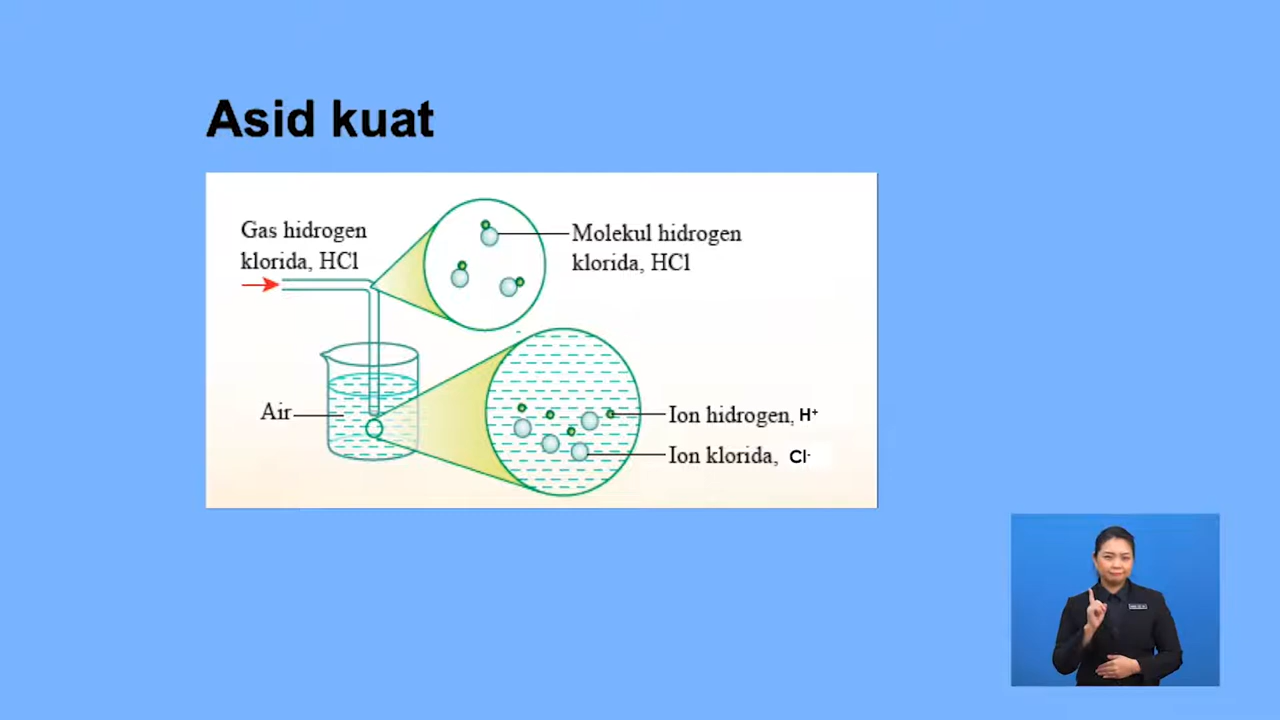 Asid kuat
Gas hidrogen
klorida, HCl
Molekul hidrogen
klorida, HCl
Air
Ion hidrogen, H⁺
Ion klorida, Cl⁻